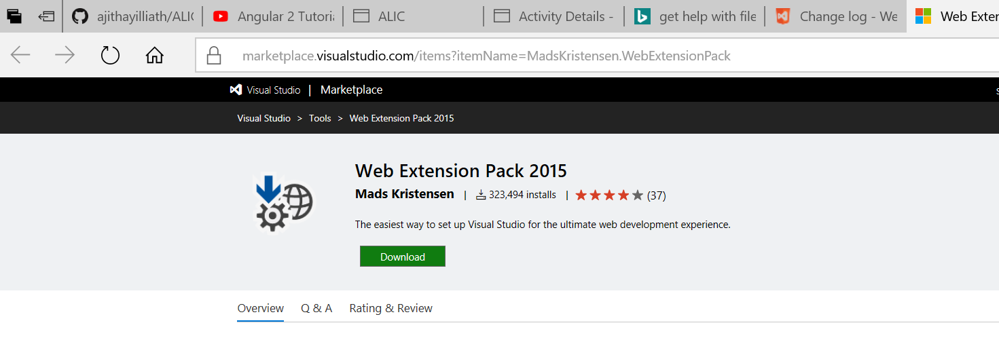 ajithayilliath/ALIC Angular 2 Tutoria ALIC Activity Details - get help with file Change log - We Web Exten
marketplace.visualstudio.com/items?itemName=MadsKristensen.WebExtensionPack
Visual Studio | Marketplace
Visual Studio > Tools > Web Extension Pack 2015
Web Extension Pack 2015
Mads Kristensen | 323,494 installs | (37)
The easiest way to set up Visual Studio for the ultimate web development experience.
Download
Overview Q & A Rating & Review